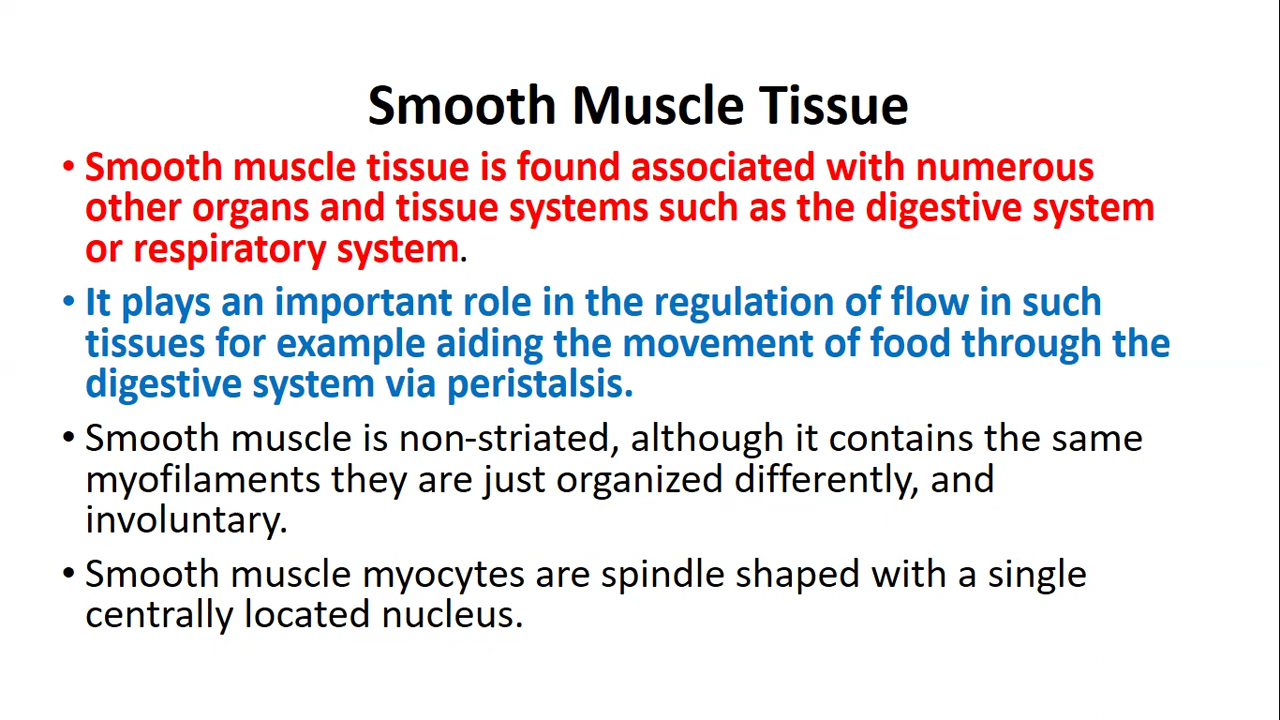 Smooth Muscle Tissue
• Smooth muscle tissue is found associated with numerous
other organs and tissue systems such as the digestive system
or respiratory system.
• It plays an important role in the regulation of flow in such
tissues for example aiding the movement of food through the
digestive system via peristalsis.
• Smooth muscle is non-striated, although it contains the same
myofilaments they are just organized differently, and
involuntary.
• Smooth muscle myocytes are spindle shaped with a single
centrally located nucleus.